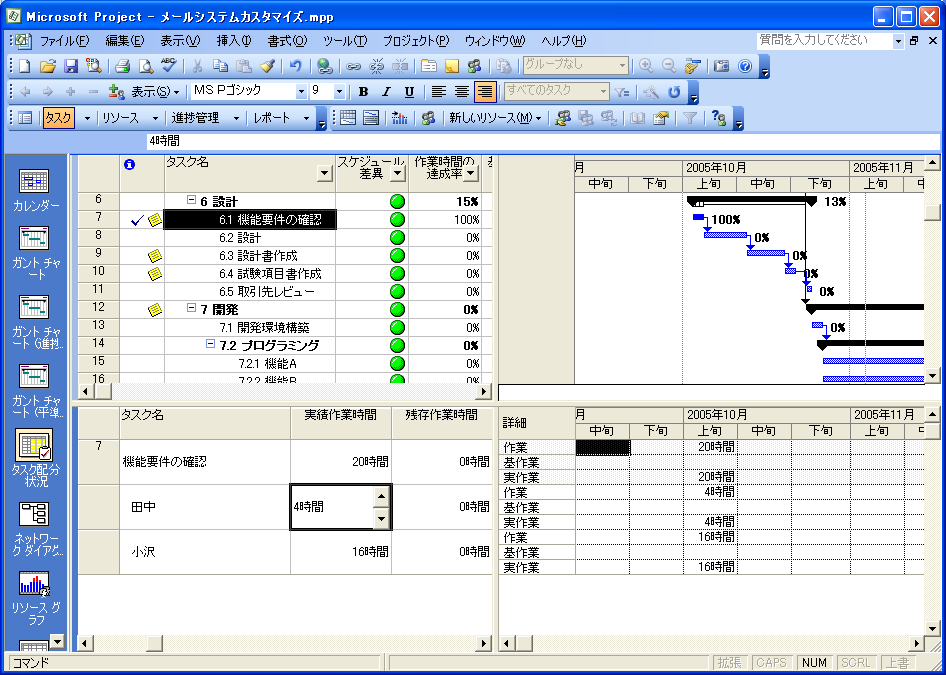 Microsoft Project - メールシステムカスタマイズ.mpp
ファイル(F) 編集(E) 表示(V) 挿入(I) 書式(O) ツール(T) プロジェクト(P) ウィンドウ(W) ヘルプ(H) 質問を入力してください
グループなし
表示(S) MS Pゴシック 9 B I U すべてのタスク
タスク リソース 進捗管理 レポート 新しいリソース(M)
4時間
カレンダー
ガント チャート
ガント チャート (進捗..
ガント チャート (平準..
タスク配分状況
ネットワーク ダイアグ..
リソース グラフ
タスク名 スケジュール差異 作業時間の達成率
月 2005年10月 2005年11月
中旬 下旬 上旬 中旬 下旬 上旬
6 6 設計 15% 13%
7 6.1 機能要件の確認 100% 100%
8 6.2 設計 0% 0%
9 6.3 設計書作成 0% 0%
10 6.4 試験項目書作成 0% 0%
11 6.5 取引先レビュー 0% 0%
12 7 開発 0%
13 7.1 開発環境構築 0% 0%
14 7.2 プログラミング 0%
15 7.2.1 機能A 0%
16 7.2.2 機能B 0%
タスク名 実績作業時間 残存作業時間
7 機能要件の確認 20時間 0時間
田中 4時間 0時間
小沢 16時間 0時間
詳細 月 2005年10月 2005年11月
中旬 下旬 上旬 中旬 下旬 上旬
作業 20時間
基作業
実作業 20時間
作業 4時間
基作業
実作業 4時間
作業 16時間
基作業
実作業 16時間
コマンド 拡張 CAPS NUM SCRL 上書